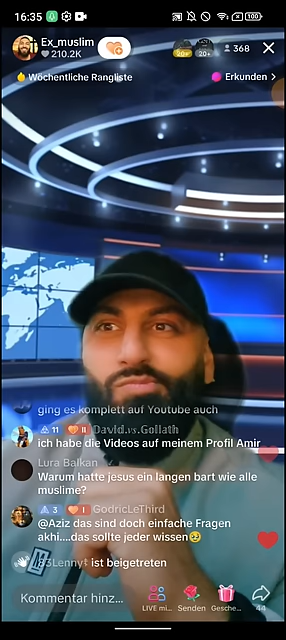 16:35
100
Ex_muslim
210.2K
20+
20+
368
Wöchentliche Rangliste
Erkunden >
ging es komplett auf Youtube auch
11
II
David.vs.Goliath
ich habe die Videos auf meinem Profil Amir
Lura Balkan
Warum hatte jesus ein langen bart wie alle
muslime?
3
I
GodricLeThird
@Aziz das sind doch einfache Fragen
akhi....das sollte jeder wissen🥹
3Lenny⚕ ist beigetreten
Kommentar hinz...
LIVE mi...
Senden
Gesche...
44